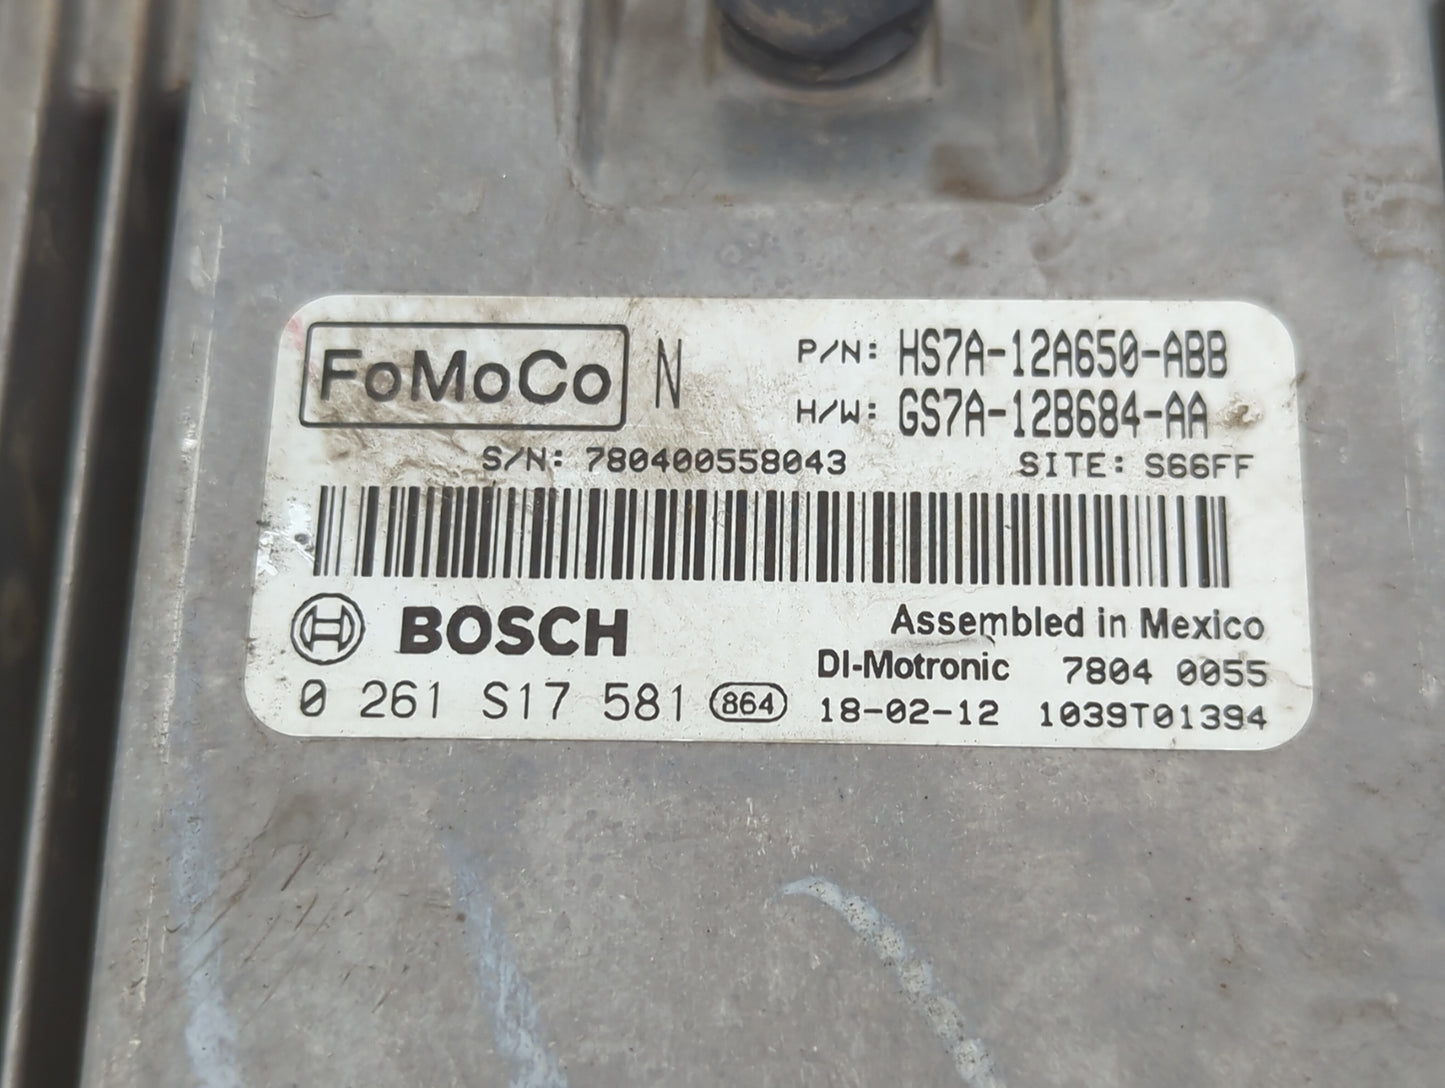 FoMoCo N P/N: HS7A-12A650-ABB
H/W: GS7A-12B684-AA
S/N: 780400558043 SITE: S66FF
BOSCH Assembled in Mexico
DI-Motronic 7804 0055
0 261 S17 581 864 18-02-12 1039T01394